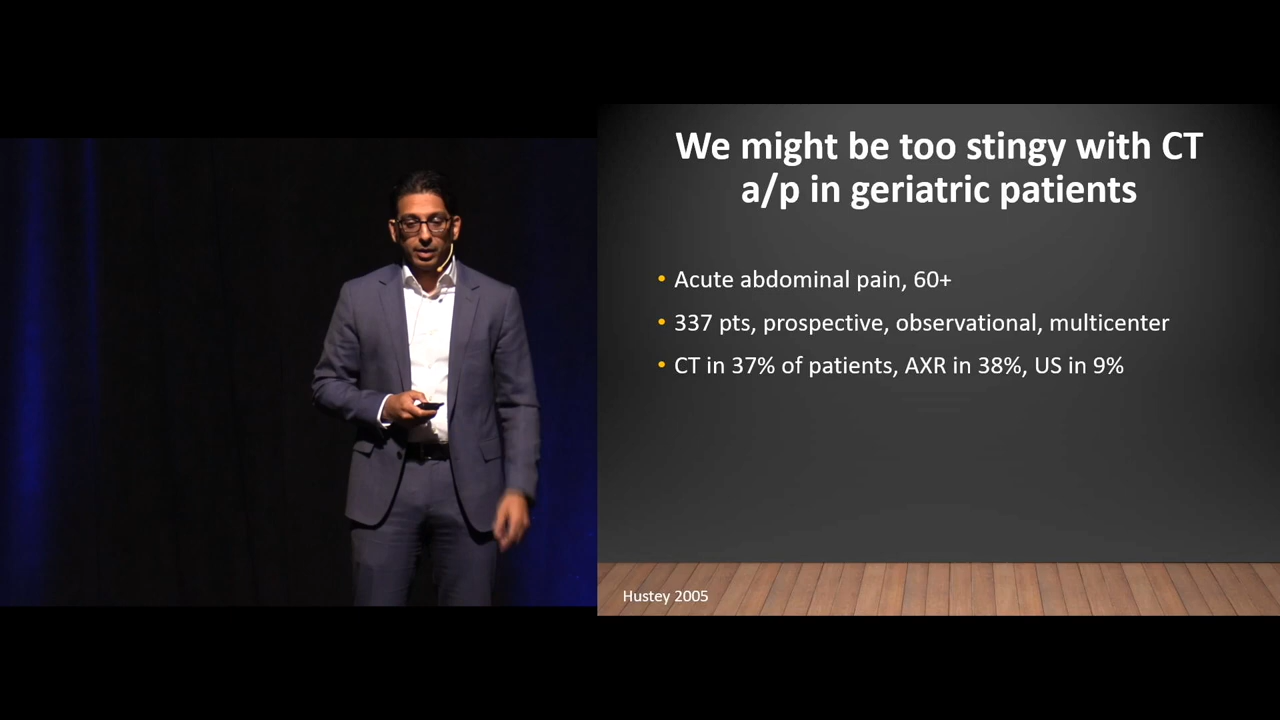 We might be too stingy with CT
a/p in geriatric patients
• Acute abdominal pain, 60+
• 337 pts, prospective, observational, multicenter
• CT in 37% of patients, AXR in 38%, US in 9%
Hustey 2005